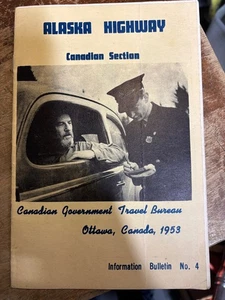 ALASKA HIGHWAY
Canadian Section
Canadian Government Travel Bureau
Ottawa, Canada, 1953
Information Bulletin No. 4